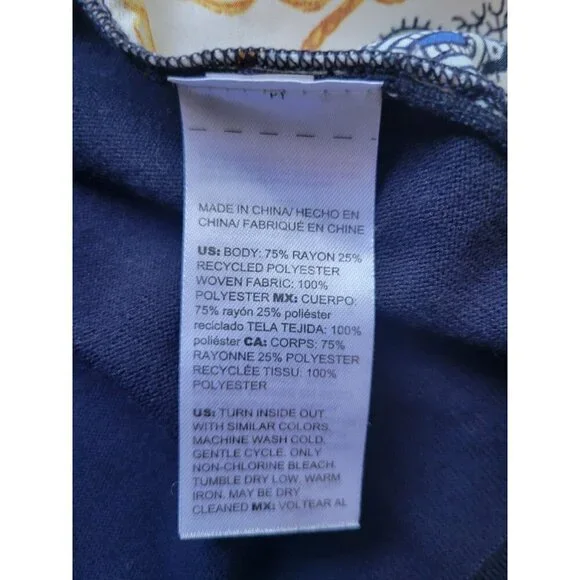 PY
MADE IN CHINA/ HECHO EN
CHINA/ FABRIQUÉ EN CHINE
US: BODY: 75% RAYON 25%
RECYCLED POLYESTER
WOVEN FABRIC: 100%
POLYESTER MX: CUERPO:
75% rayón 25% poliéster
reciclado TELA TEJIDA: 100%
poliéster CA: CORPS: 75%
RAYONNE 25% POLYESTER
RECYCLÉE TISSU: 100%
POLYESTER
US: TURN INSIDE OUT.
WITH SIMILAR COLORS.
MACHINE WASH COLD.
GENTLE CYCLE. ONLY
NON-CHLORINE BLEACH.
TUMBLE DRY LOW. WARM
IRON. MAY BE DRY
CLEANED MX: VOLTEAR AL